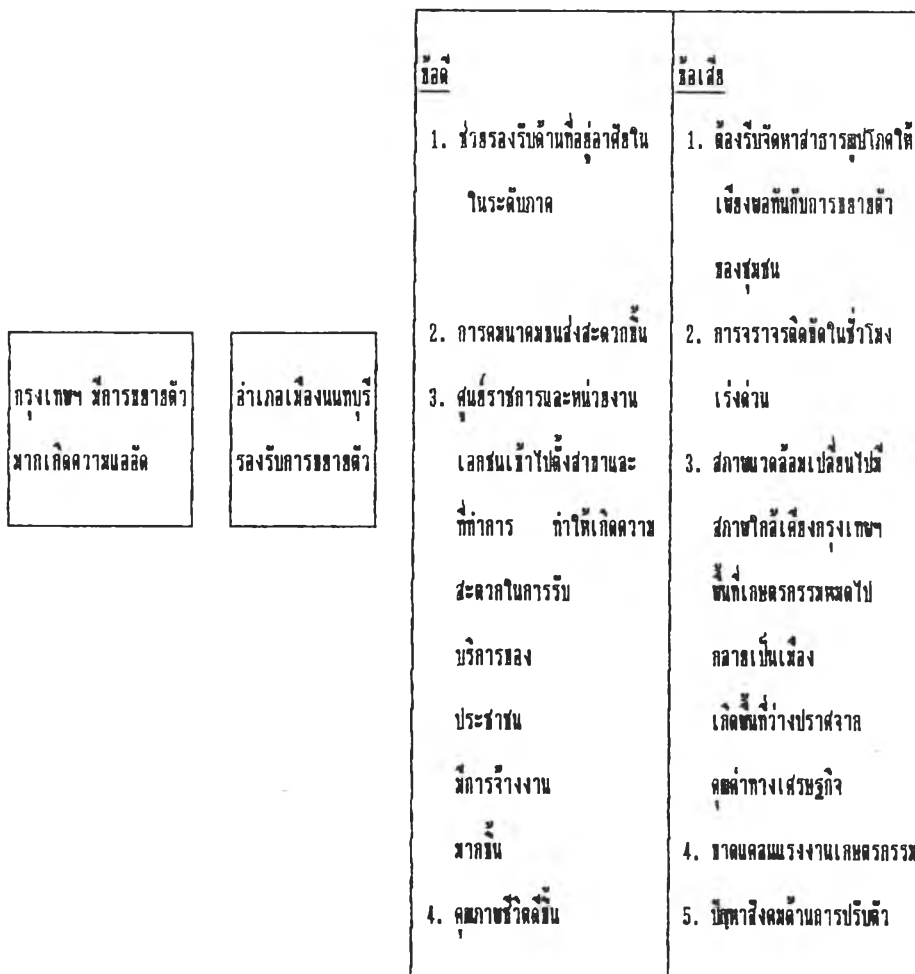 กรุงเทพฯ มีการขยายตัว
มากเกิดความแออัด
อำเภอเมืองนนทบุรี
รองรับการขยายตัว
ข้อดี
1. ช่วยรองรับด้านที่อยู่อาศัยใน
ในระดับภาค
2. การคมนาคมขนส่งสะดวกขึ้น
3. ศูนย์ราชการและหน่วยงาน
เอกชนเข้าไปตั้งสาขาและ
ที่ทำการ ทำให้เกิดความ
สะดวกในการรับ
บริการของ
ประชาชน
มีการจ้างงาน
มากขึ้น
4. คุณภาพชีวิตดีขึ้น
ข้อเสีย
1. ต้องรีบจัดหาสาธารณูปโภคให้
เพียงพอทันกับการขยายตัว
ของชุมชน
2. การจราจรติดขัดในชั่วโมง
เร่งด่วน
3. สภาพแวดล้อมเปลี่ยนไปมี
สภาพใกล้เคียงกรุงเทพฯ
พื้นที่เกษตรกรรมหมดไป
กลายเป็นเมือง
เกิดพื้นที่ว่างปราศจาก
คุณค่าทางเศรษฐกิจ
4. ขาดแคลนแรงงานเกษตรกรรม
5. ปัญหาสังคมด้านการปรับตัว